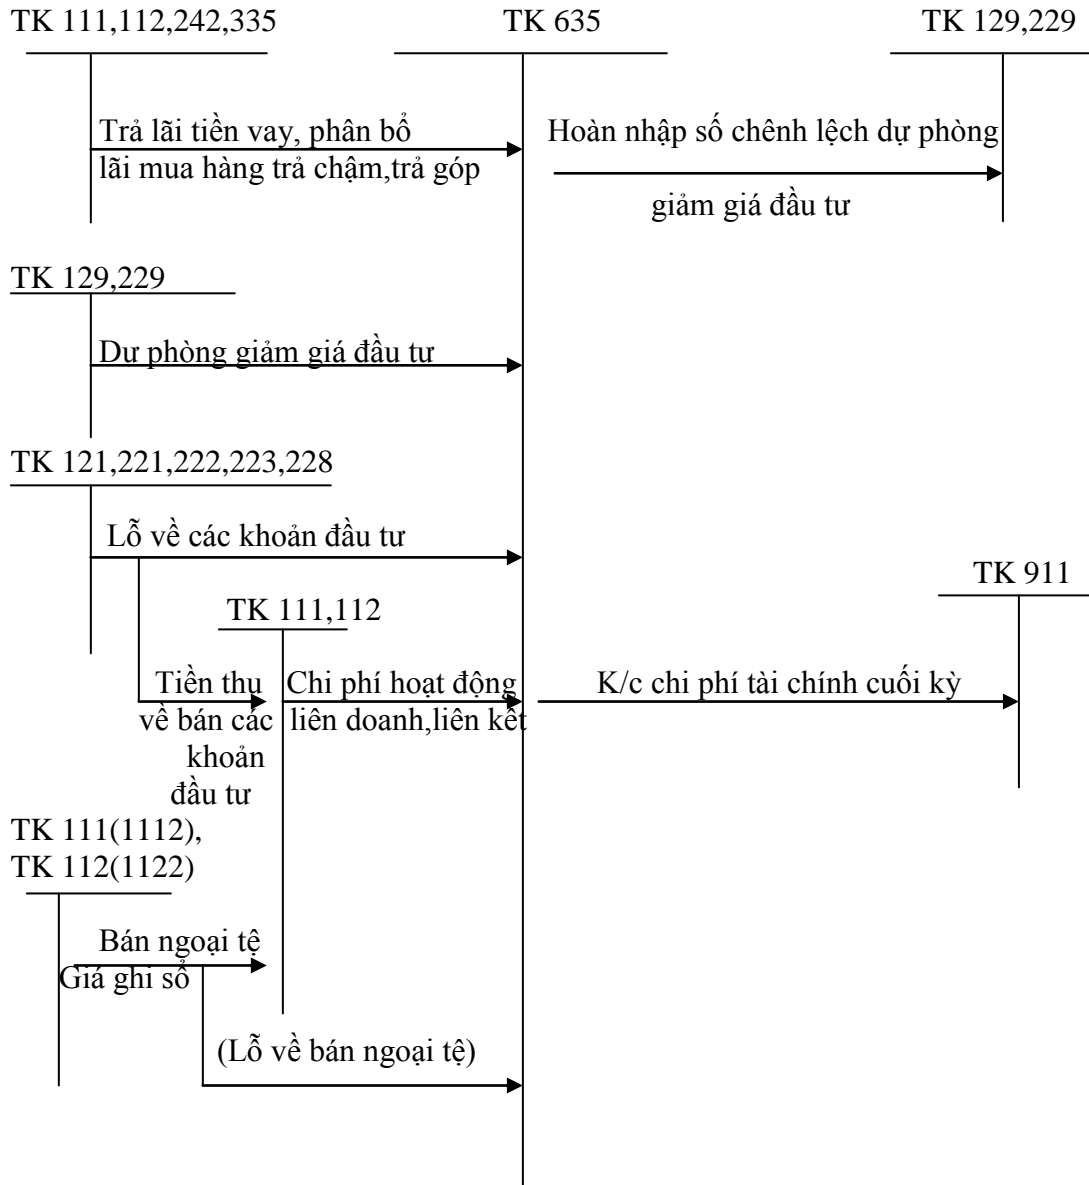 TK 111,112,242,335
TK 635
TK 129,229
Trả lãi tiền vay, phân bổ
lãi mua hàng trả chậm,trả góp
Hoàn nhập số chênh lệch dự phòng
giảm giá đầu tư
TK 129,229
Dự phòng giảm giá đầu tư
TK 121,221,222,223,228
Lỗ về các khoản đầu tư
TK 911
TK 111,112
Tiền thu
về bán các
khoản
đầu tư
Chi phí hoạt động
liên doanh,liên kết
K/c chi phí tài chính cuối kỳ
TK 111(1112),
TK 112(1122)
Bán ngoại tệ
Giá ghi sổ
(Lỗ về bán ngoại tệ)